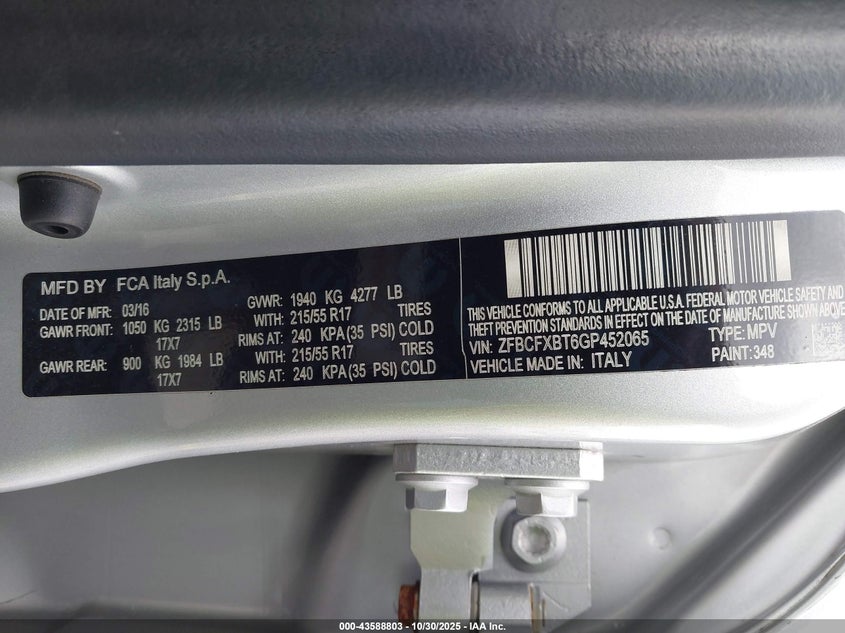 MFD BY FCA Italy S.p.A.
DATE OF MFR: 03/16 GVWR: 1940 KG 4277 LB
GAWR FRONT: 1050 KG 2315 LB WITH: 215/55 R17 TIRES
17X7 RIMS AT: 240 KPA(35 PSI) COLD
GAWR REAR: 900 KG 1984 LB WITH: 215/55 R17 TIRES
17X7 RIMS AT: 240 KPA(35 PSI) COLD
THIS VEHICLE CONFORMS TO ALL APPLICABLE U.S.A. FEDERAL MOTOR VEHICLE SAFETY AND
THEFT PREVENTION STANDARDS IN EFFECT ON THE DATE OF MANUFACTURE SHOWN ABOVE
VIN: ZFBCFXBT6GP452065 TYPE: MPV
VEHICLE MADE IN: ITALY PAINT: 348
000-43588803 - 10/30/2025 - IAA Inc.